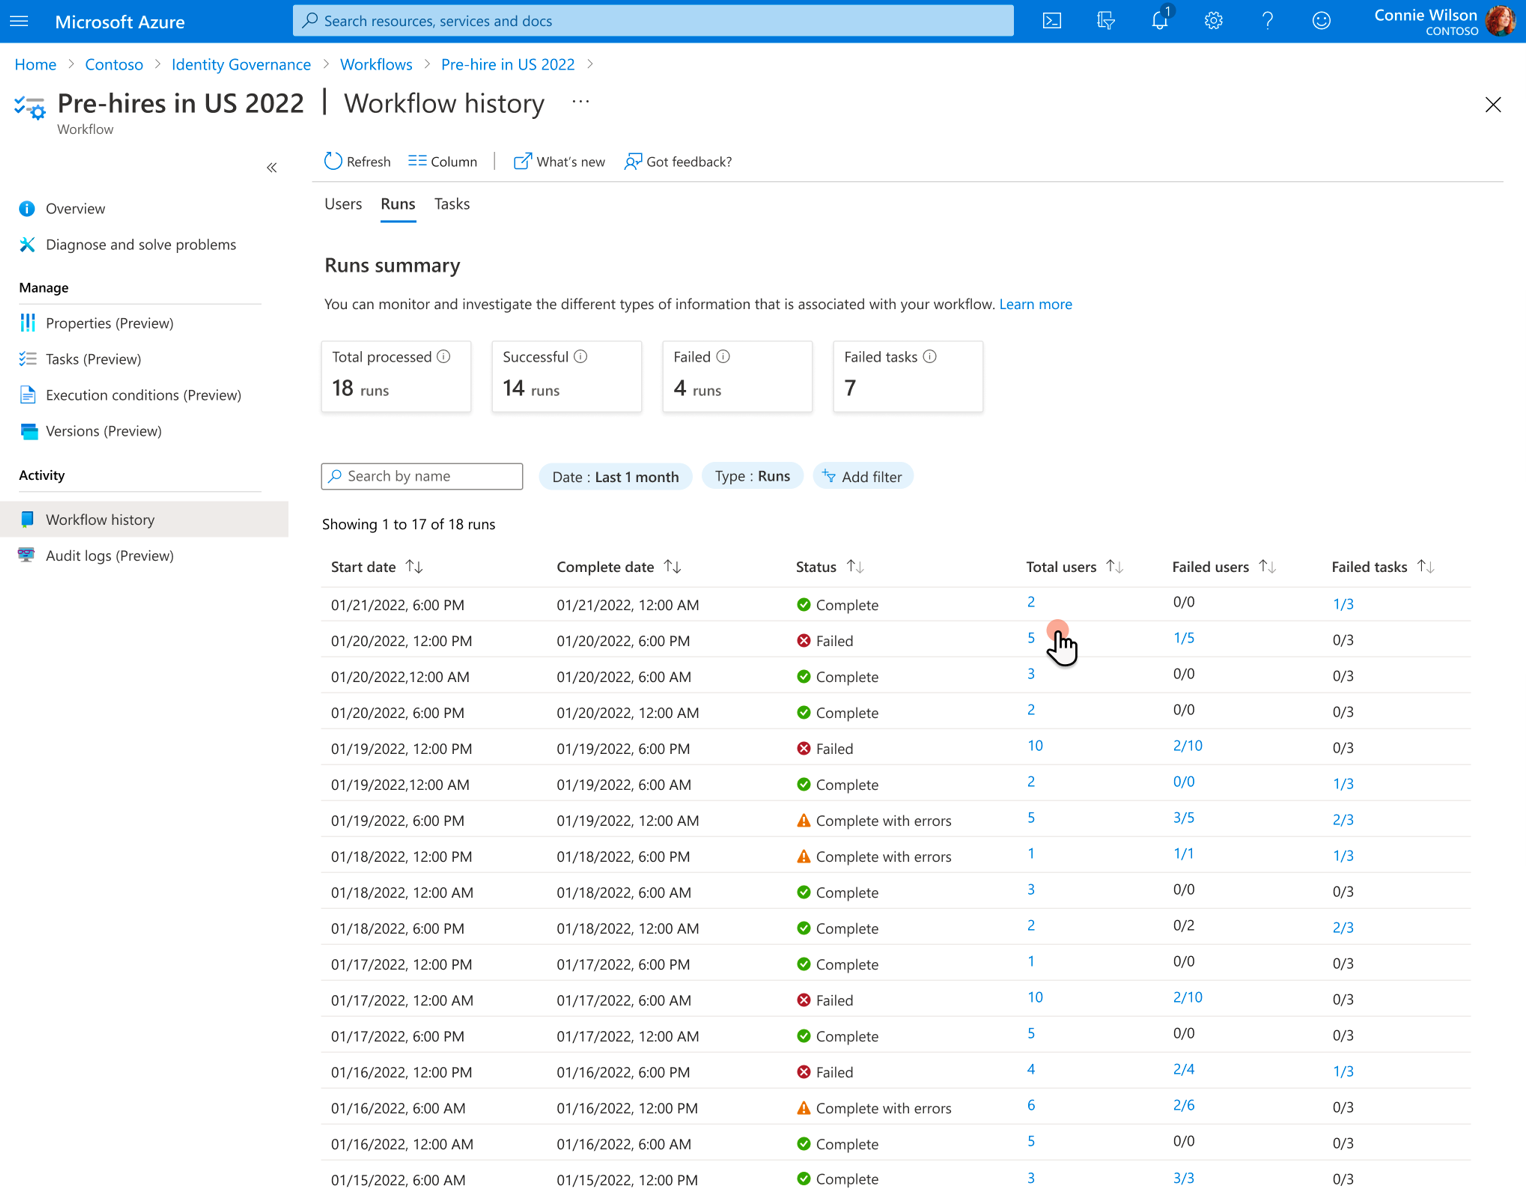 Microsoft Azure
Search resources, services and docs
1
Connie Wilson
CONTOSO
Home > Contoso > Identity Governance > Workflows > Pre-hire in US 2022 >
Pre-hires in US 2022 | Workflow history ...
Workflow
Refresh Column | What's new Got feedback?
Overview
Diagnose and solve problems
Manage
Properties (Preview)
Tasks (Preview)
Execution conditions (Preview)
Versions (Preview)
Activity
Workflow history
Audit logs (Preview)
Users Runs Tasks
Runs summary
You can monitor and investigate the different types of information that is associated with your workflow. Learn more
Total processed Successful Failed Failed tasks
18 runs 14 runs 4 runs 7
Search by name Date : Last 1 month Type : Runs Add filter
Showing 1 to 17 of 18 runs
Start date Complete date Status Total users Failed users Failed tasks
01/21/2022, 6:00 PM 01/21/2022, 12:00 AM Complete 2 0/0 1/3
01/20/2022, 12:00 PM 01/20/2022, 6:00 PM Failed 5 1/5 0/3
01/20/2022,12:00 AM 01/20/2022, 6:00 AM Complete 3 0/0 0/3
01/20/2022, 6:00 PM 01/20/2022, 12:00 AM Complete 2 0/0 0/3
01/19/2022, 12:00 PM 01/19/2022, 6:00 PM Failed 10 2/10 0/3
01/19/2022,12:00 AM 01/19/2022, 6:00 AM Complete 2 0/0 1/3
01/19/2022, 6:00 PM 01/19/2022, 12:00 AM Complete with errors 5 3/5 2/3
01/18/2022, 12:00 PM 01/18/2022, 6:00 PM Complete with errors 1 1/1 1/3
01/18/2022, 12:00 AM 01/18/2022, 6:00 AM Complete 3 0/0 0/3
01/18/2022, 6:00 PM 01/18/2022, 12:00 AM Complete 2 0/2 2/3
01/17/2022, 12:00 PM 01/17/2022, 6:00 PM Complete 1 0/0 0/3
01/17/2022, 12:00 AM 01/17/2022, 6:00 AM Failed 10 2/10 0/3
01/17/2022, 6:00 PM 01/17/2022, 12:00 AM Complete 5 0/0 0/3
01/16/2022, 12:00 PM 01/16/2022, 6:00 PM Failed 4 2/4 1/3
01/16/2022, 6:00 AM 01/16/2022, 12:00 PM Complete with errors 6 2/6 0/3
01/16/2022, 12:00 AM 01/16/2022, 6:00 AM Complete 5 0/0 0/3
01/15/2022, 6:00 AM 01/15/2022, 12:00 PM Complete 3 3/3 0/3